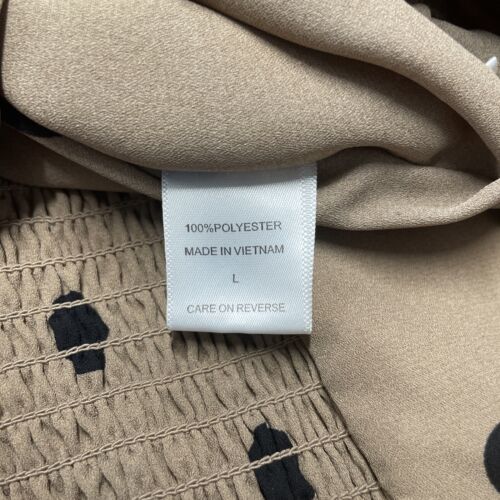 100%POLYESTER
MADE IN VIETNAM
L
CARE ON REVERSE